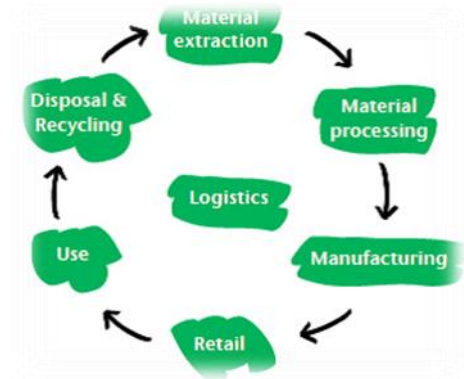 Material
extraction
Material
processing
Manufacturing
Retail
Use
Disposal &
Recycling
Logistics